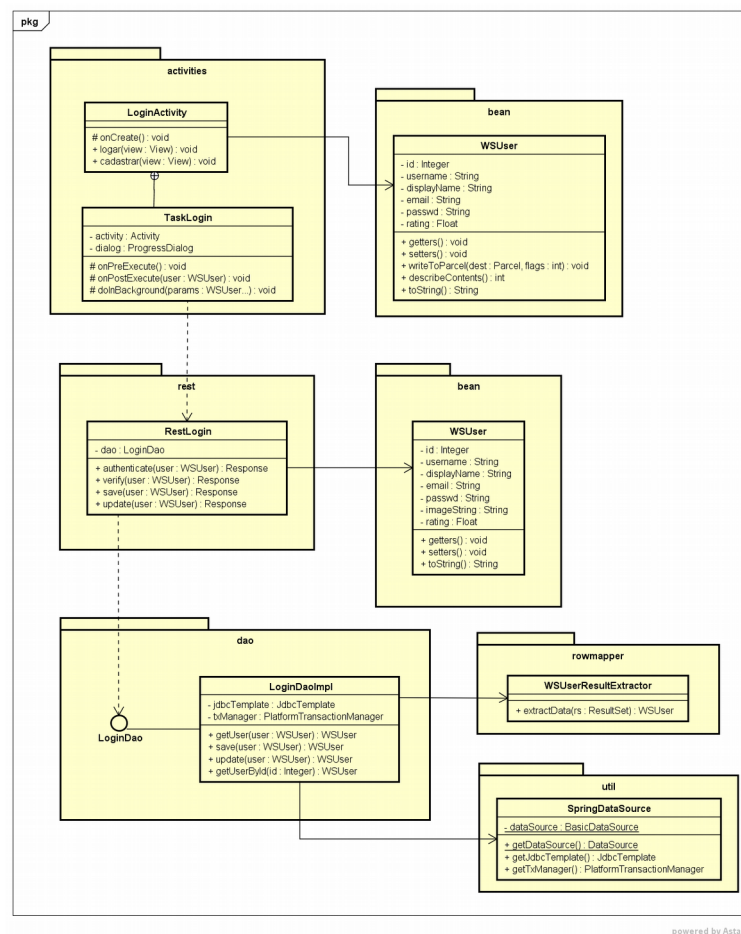 pkg
activities
LoginActivity
# onCreate() : void
+ logar(view : View) : void
+ cadastrar(view : View) : void
TaskLogin
- activity : Activity
- dialog : ProgressDialog
# onPreExecute() : void
# onPostExecute(user : WSUser) : void
# doInBackground(params : WSUser...) : void
bean
WSUser
- id : Integer
- username : String
- displayName : String
- email : String
- passwd : String
- rating : Float
+ getters() : void
+ setters() : void
+ writeToParcel(dest : Parcel, flags : int) : void
+ describeContents() : int
+ toString() : String
rest
RestLogin
- dao : LoginDao
+ authenticate(user : WSUser) : Response
+ verify(user : WSUser) : Response
+ save(user : WSUser) : Response
+ update(user : WSUser) : Response
bean
WSUser
- id : Integer
- username : String
- displayName : String
- email : String
- passwd : String
- imageString : String
- rating : Float
+ getters() : void
+ setters() : void
+ toString() : String
dao
LoginDao
LoginDaoImpl
- jdbcTemplate : JdbcTemplate
- txManager : PlatformTransactionManager
+ getUser(user : WSUser) : WSUser
+ save(user : WSUser) : WSUser
+ update(user : WSUser) : WSUser
+ getUserById(id : Integer) : WSUser
rowmapper
WSUserResultExtractor
+ extractData(rs : ResultSet) : WSUser
util
SpringDataSource
- dataSource : BasicDataSource
+ getDataSource() : DataSource
+ getJdbcTemplate() : JdbcTemplate
+ getTxManager() : PlatformTransactionManager
powered by Asta